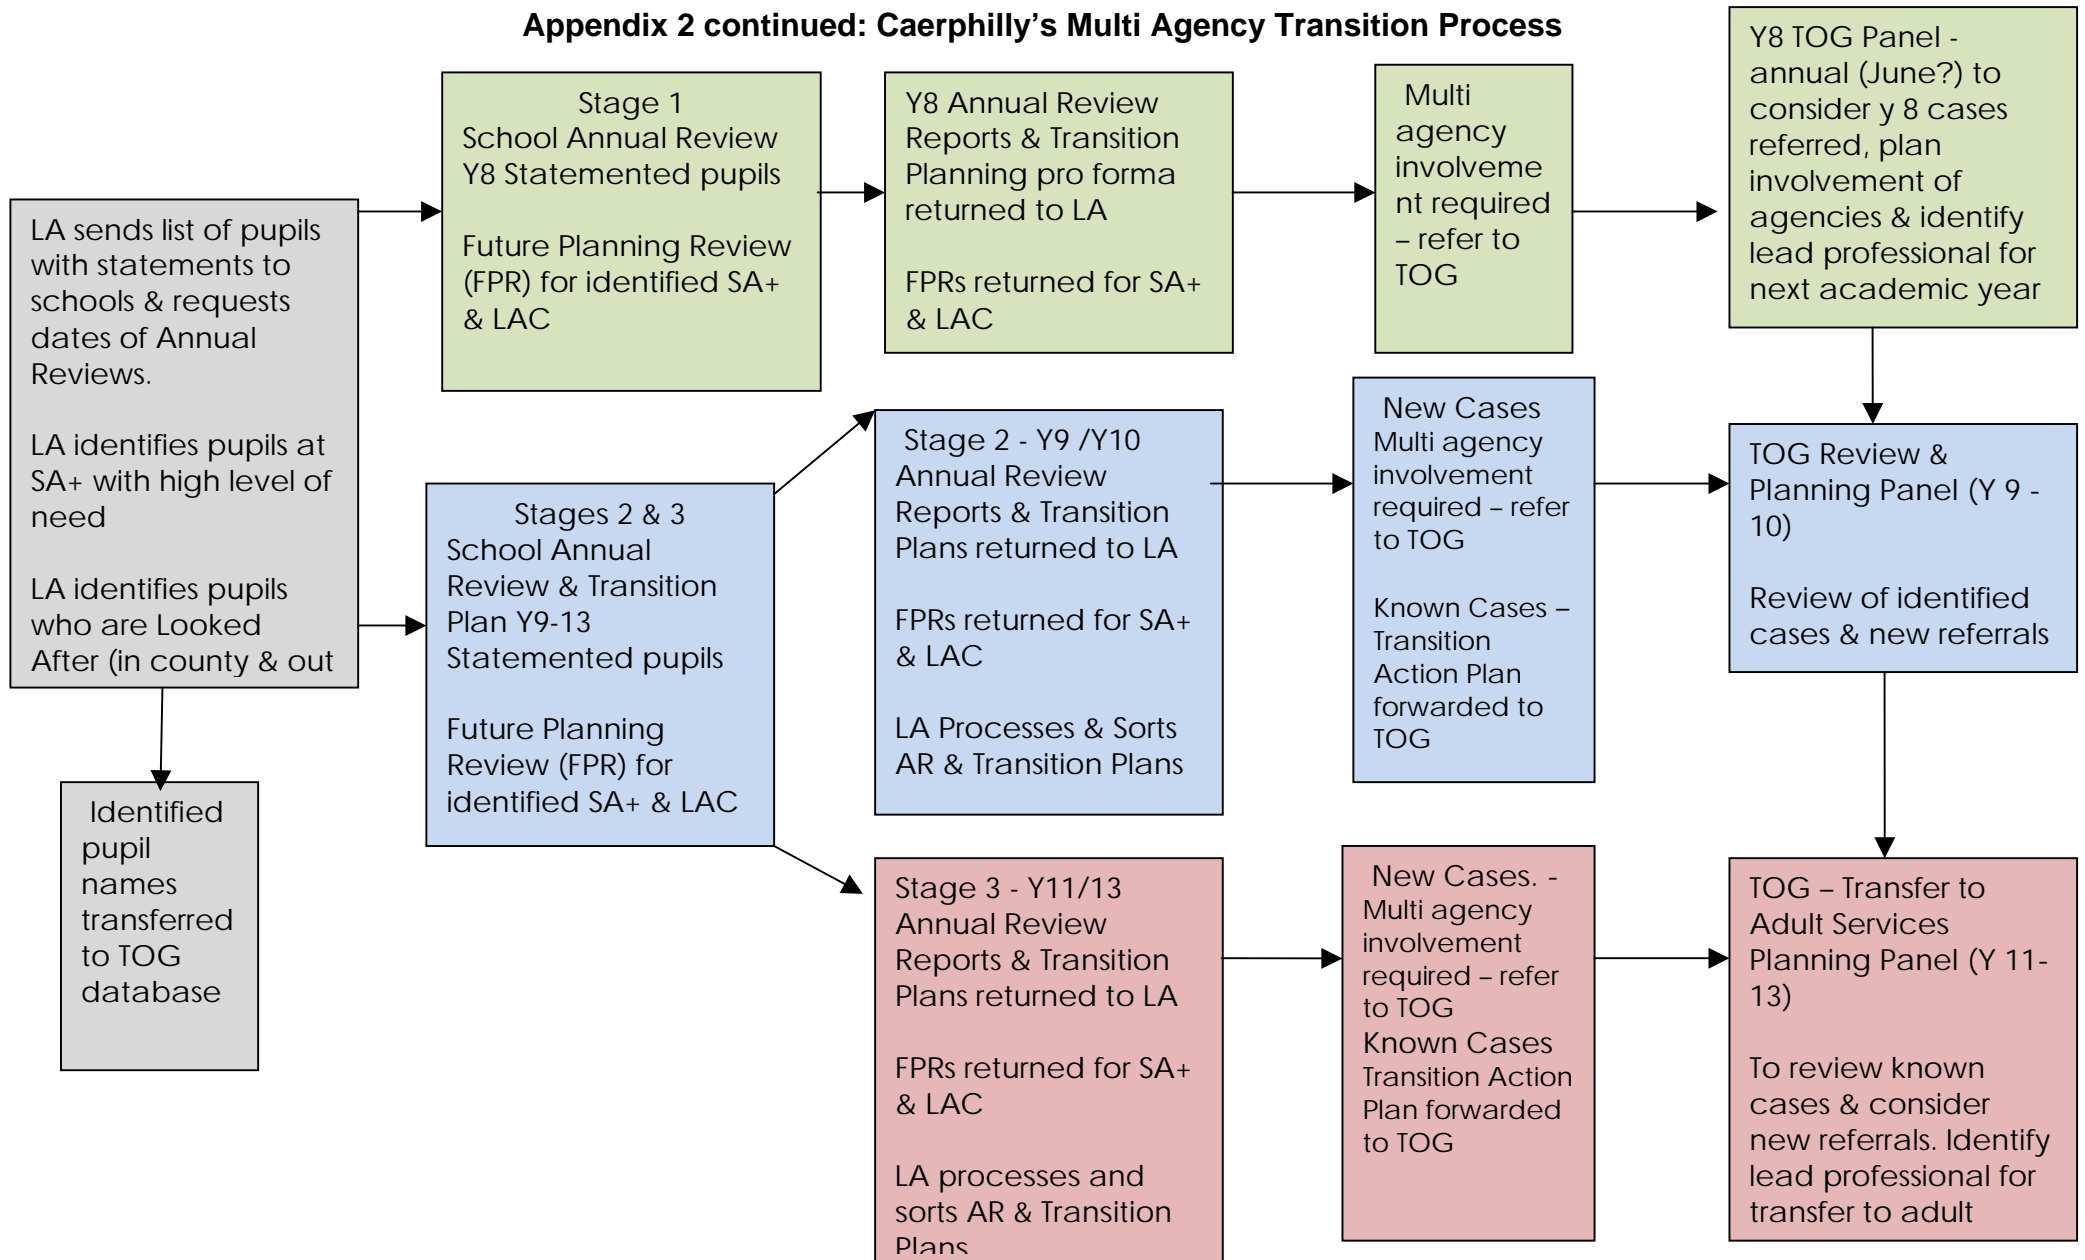 Appendix 2 continued: Caerphilly's Multi Agency Transition Process
LA sends list of pupils
with statements to
schools & requests
dates of Annual
Reviews.
LA identifies pupils at
SA+ with high level of
need
LA identifies pupils
who are Looked
After (in county & out
Identified
pupil
names
transferred
to TOG
database
Stage 1
School Annual Review
Y8 Statemented pupils
Future Planning Review
(FPR) for identified SA+
& LAC
Y8 Annual Review
Reports & Transition
Planning pro forma
returned to LA
FPRs returned for SA+
& LAC
Multi
agency
involveme
nt required
– refer to
TOG
Y8 TOG Panel -
annual (June?) to
consider y 8 cases
referred, plan
involvement of
agencies & identify
lead professional for
next academic year
Stages 2 & 3
School Annual
Review & Transition
Plan Y9-13
Statemented pupils
Future Planning
Review (FPR) for
identified SA+ & LAC
Stage 2 - Y9 /Y10
Annual Review
Reports & Transition
Plans returned to LA
FPRs returned for SA+
& LAC
LA Processes & Sorts
AR & Transition Plans
New Cases
Multi agency
involvement
required – refer
to TOG
Known Cases –
Transition
Action Plan
forwarded to
TOG
TOG Review &
Planning Panel (Y 9 -
10)
Review of identified
cases & new referrals
Stage 3 - Y11/13
Annual Review
Reports & Transition
Plans returned to LA
FPRs returned for SA+
& LAC
LA processes and
sorts AR & Transition
Plans
New Cases. -
Multi agency
involvement
required – refer
to TOG
Known Cases
Transition Action
Plan forwarded
to TOG
TOG – Transfer to
Adult Services
Planning Panel (Y 11-
13)
To review known
cases & consider
new referrals. Identify
lead professional for
transfer to adult